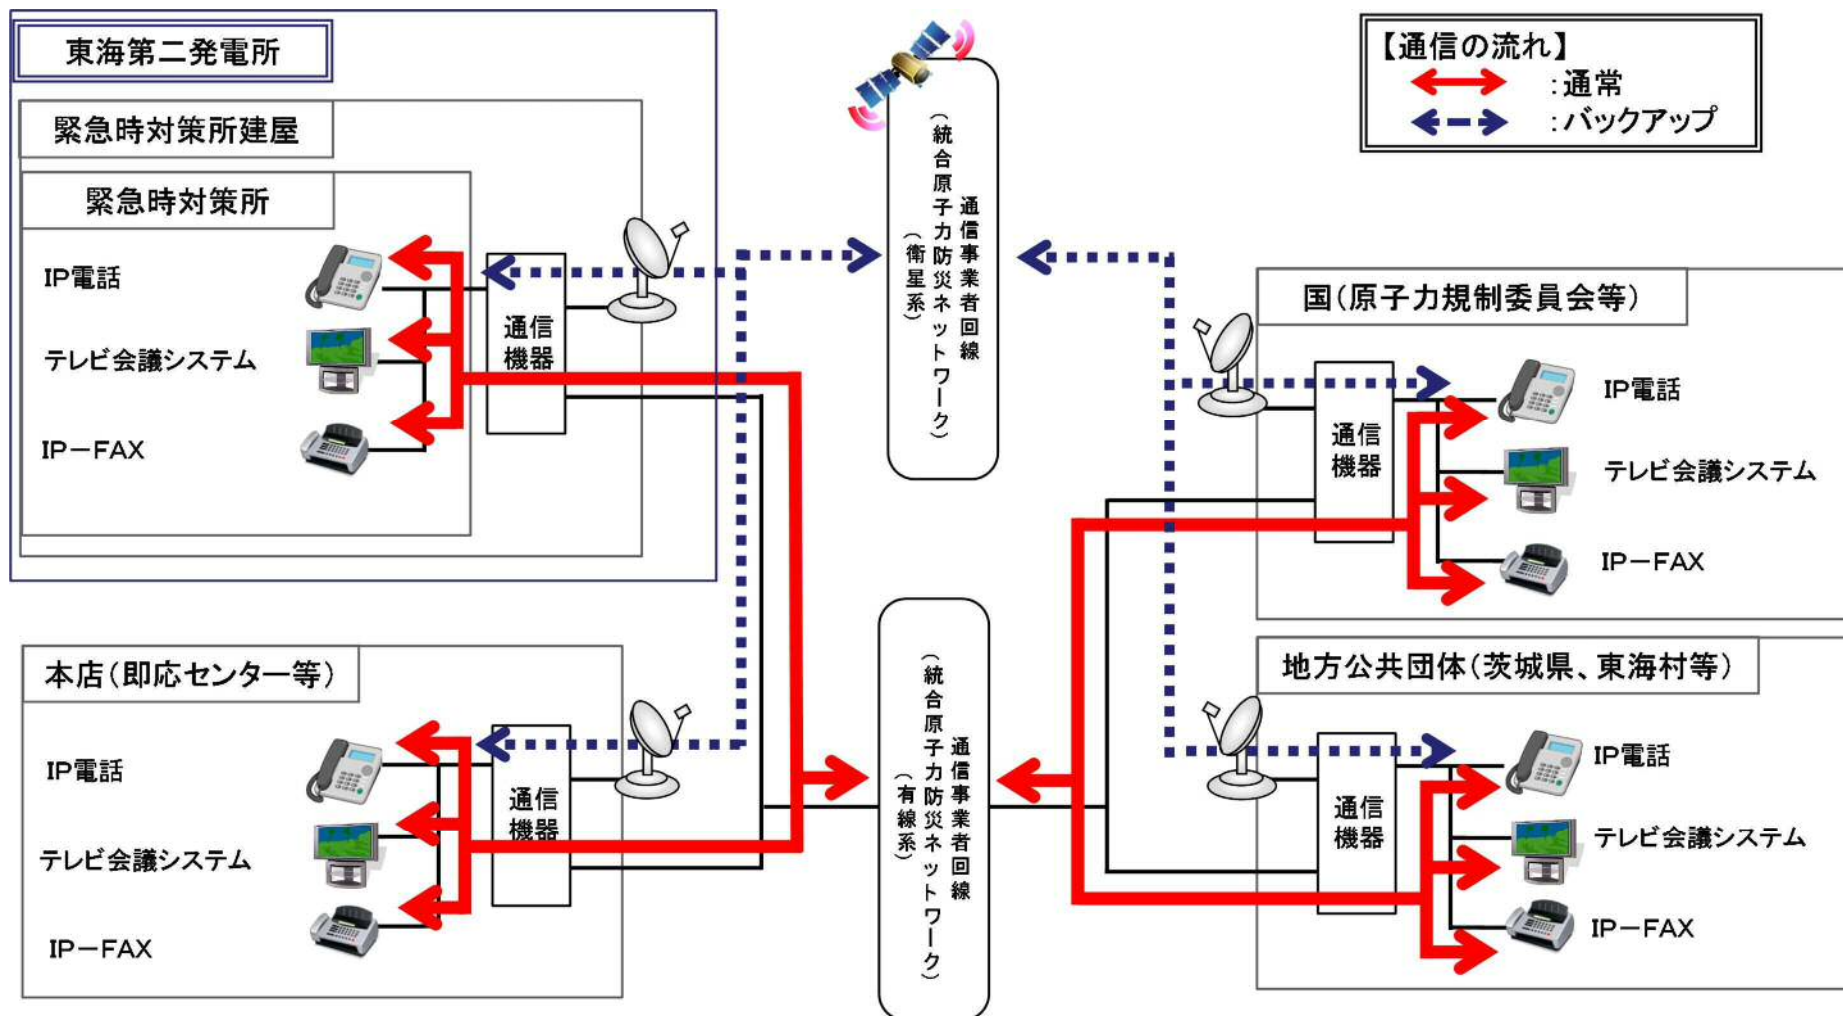 東海第二発電所
緊急時対策所建屋
緊急時対策所
IP電話
テレビ会議システム
IP－FAX
通信
機器
本店(即応センター等)
IP電話
テレビ会議システム
IP－FAX
通信
機器
通信事業者回線
(統合原子力防災ネットワーク)
(衛星系)
通信事業者回線
(統合原子力防災ネットワーク)
(有線系)
【通信の流れ】
:通常
:バックアップ
国(原子力規制委員会等)
通信
機器
IP電話
テレビ会議システム
IP－FAX
地方公共団体(茨城県、東海村等)
通信
機器
IP電話
テレビ会議システム
IP－FAX